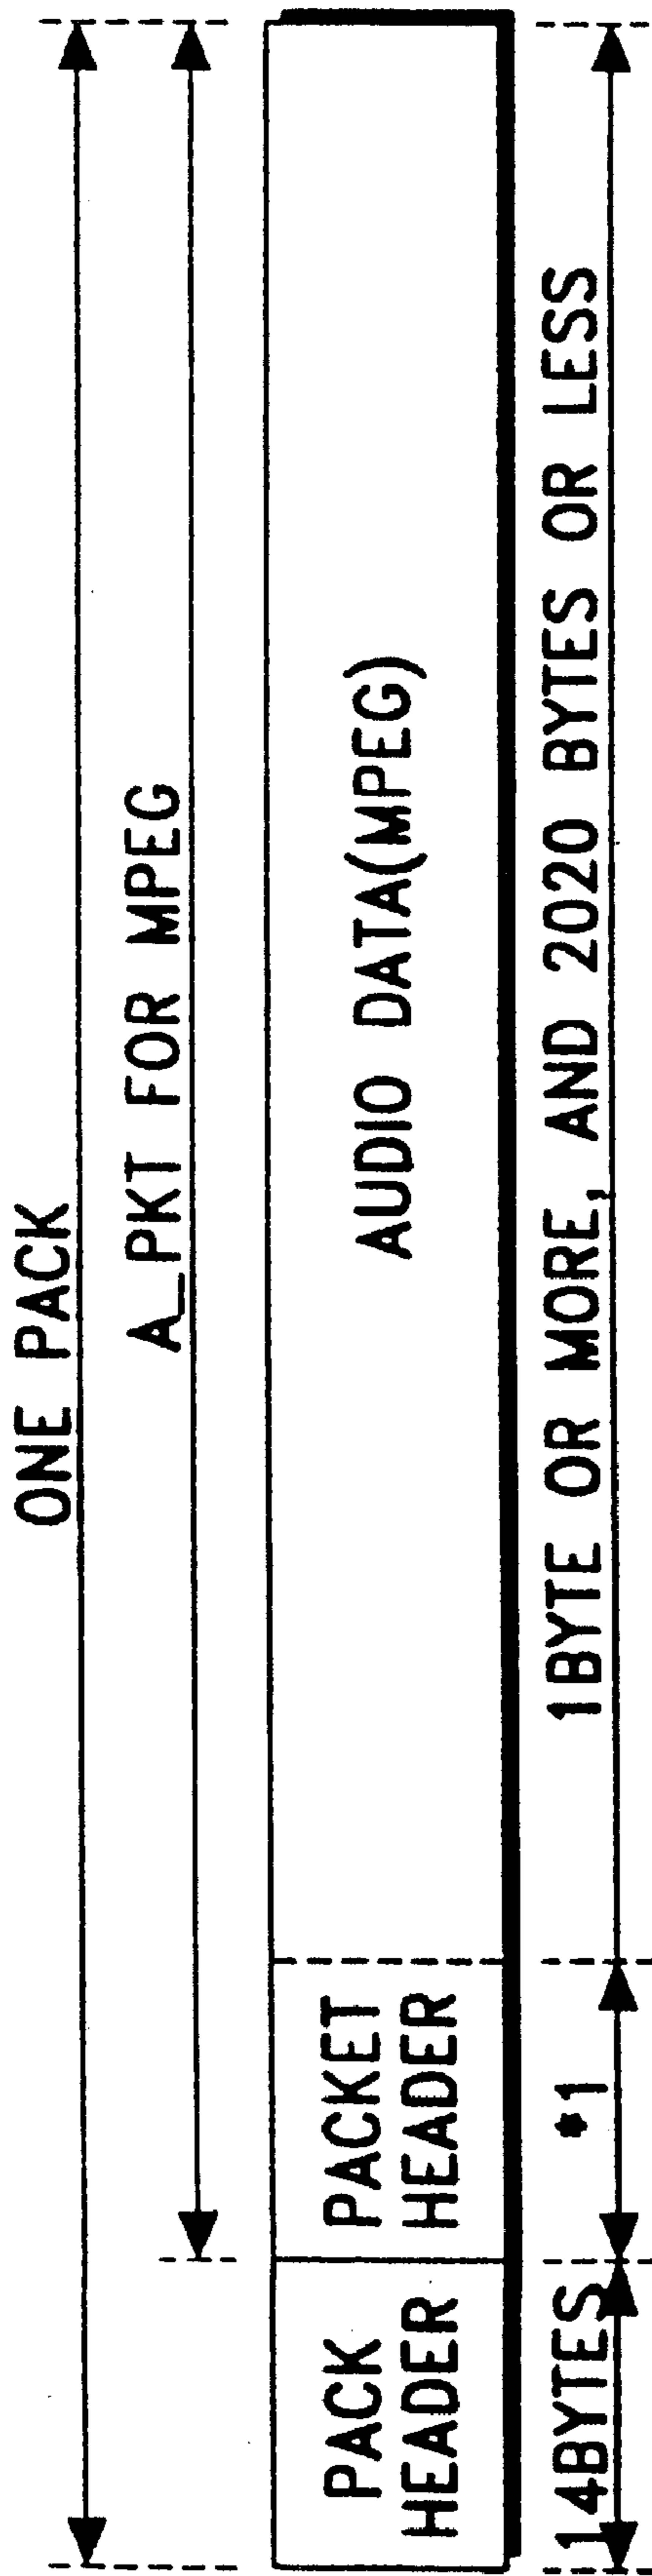 ONE PACK
A_PKT FOR MPEG
PACK
HEADER
PACKET
HEADER
AUDIO DATA(MPEG)
14BYTES
*1
1BYTE OR MORE, AND 2020 BYTES OR LESS